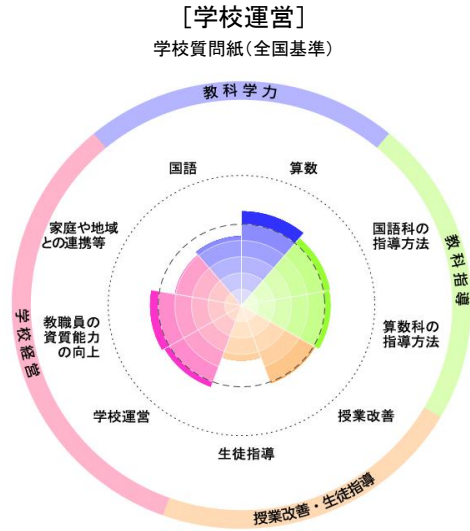 [学校運営]
学校質問紙(全国基準)
教科学力
国語
算数
家庭や地域
との連携等
国語科の
指導方法
教科指導
教職員の
資質能力
の向上
算数科の
指導方法
学校経営
学校運営
授業改善
生徒指導
授業改善・生徒指導